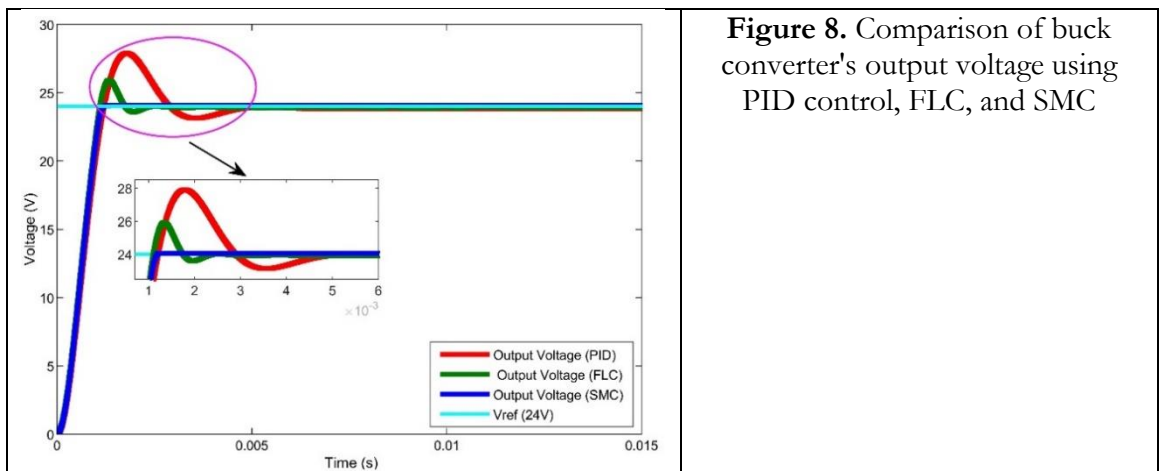 30
25
20
15
10
5
0
Voltage (V)
28
26
24
1 2 3 4 5 6
×10⁻³
Output Voltage (PID)
Output Voltage (FLC)
Output Voltage (SMC)
Vref (24V)
0 0.005 0.01 0.015
Time (s)
Figure 8. Comparison of buck
converter's output voltage using
PID control, FLC, and SMC